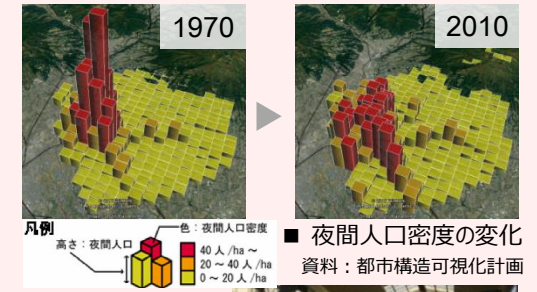 1970
2010
凡例
色：夜間人口密度
高さ：夜間人口
40 人/ha ～
20 ～ 40 人/ha
0 ～ 20 人/ha
■ 夜間人口密度の変化
資料：都市構造可視化計画